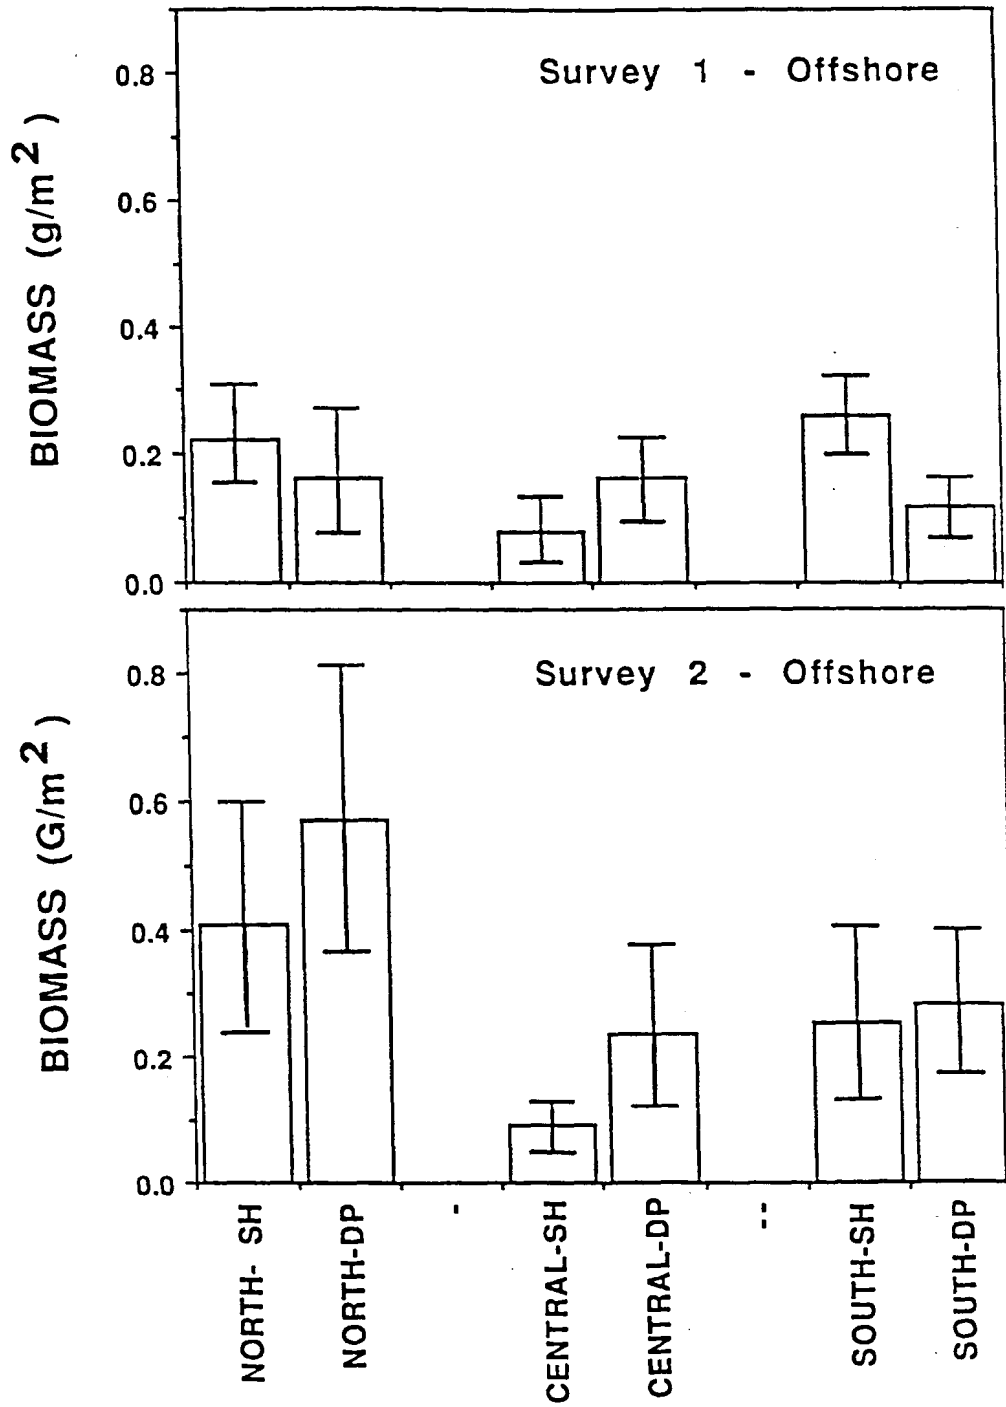 Survey 1 - Offshore
BIOMASS (g/m²)
0.8
0.6
0.4
0.2
0.0
Survey 2 - Offshore
BIOMASS (G/m²)
0.8
0.6
0.4
0.2
0.0
NORTH- SH
NORTH-DP
-
CENTRAL-SH
CENTRAL-DP
--
SOUTH-SH
SOUTH-DP